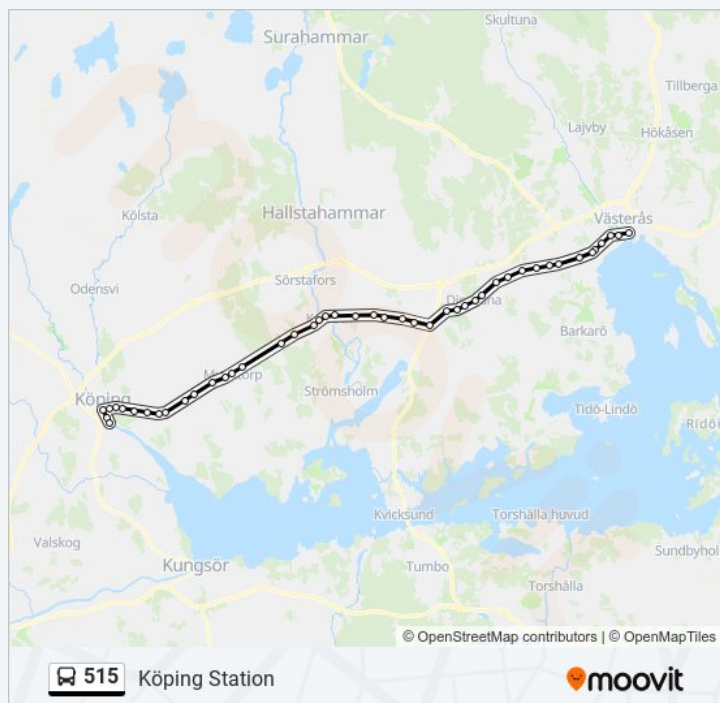 Skultuna
Surahammar
Tillberga
Lajvby
Hökåsen
Kölsta
Hallstahammar
Västerås
Sörstafors
Odensvi
Barkarö
Strömsholm
Köping
Tidö-Lindö
Kvicksund
Torshälla huvud
Valskog
Kungsör
Tumbo
Sundbyhol
Torshälla
© OpenStreetMap contributors | © OpenMapTiles
515 Köping Station
moovit